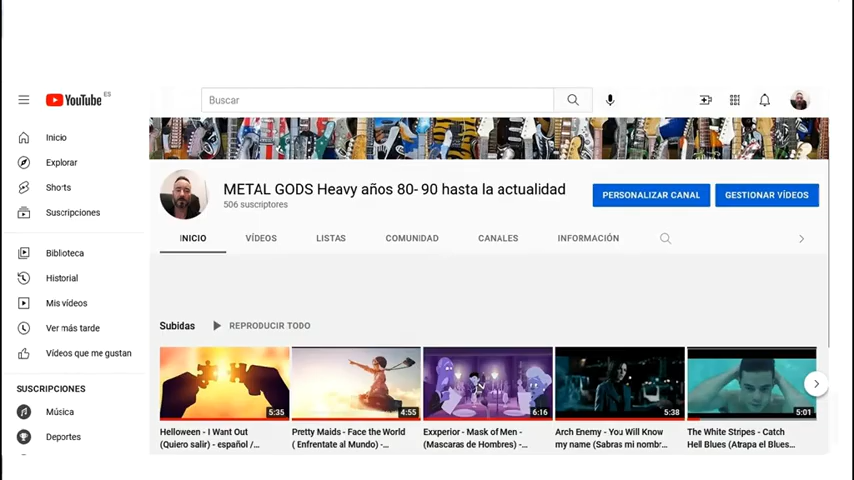 YouTube ES
Buscar
Inicio
Explorar
Shorts
Suscripciones
Biblioteca
Historial
Mis vídeos
Ver más tarde
Vídeos que me gustan
SUSCRIPCIONES
Música
Deportes
METAL GODS Heavy años 80- 90 hasta la actualidad
506 suscriptores
PERSONALIZAR CANAL
GESTIONAR VÍDEOS
INICIO
VÍDEOS
LISTAS
COMUNIDAD
CANALES
INFORMACIÓN
Subidas
REPRODUCIR TODO
5:35
Helloween - I Want Out
(Quiero salir) - español /...
4:55
Pretty Maids - Face the World
( Enfrentate al Mundo) -...
6:16
Exxperior - Mask of Men -
(Mascaras de Hombres) -...
5:38
Arch Enemy - You Will Know
my name (Sabras mi nombr...
5:01
The White Stripes - Catch
Hell Blues (Atrapa el Blues...